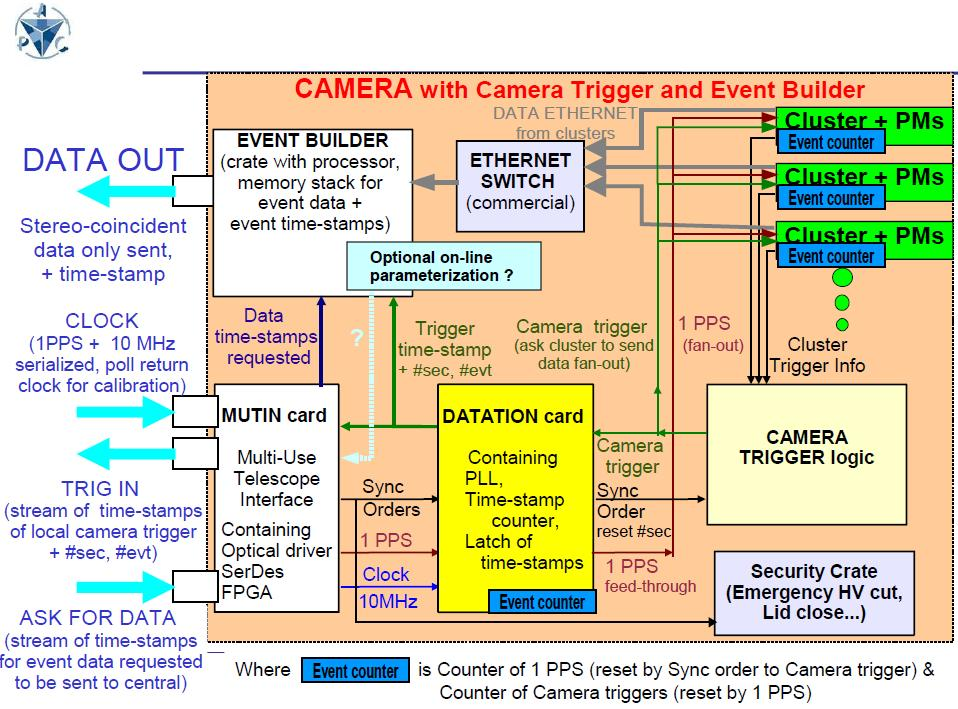 A
P C
CAMERA with Camera Trigger and Event Builder
DATA ETHERNET
from clusters
Cluster + PMs
Event counter
Cluster + PMs
Event counter
Cluster + PMs
Event counter
EVENT BUILDER
(crate with processor,
memory stack for
event data +
event time-stamps)
ETHERNET
SWITCH
(commercial)
Optional on-line
parameterization ?
DATA OUT
Stereo-coincident
data only sent,
+ time-stamp
CLOCK
(1PPS + 10 MHz
serialized, poll return
clock for calibration)
TRIG IN
(stream of time-stamps
of local camera trigger
+ #sec, #evt)
ASK FOR DATA
(stream of time-stamps
for event data requested
to be sent to central)
Data
time-stamps
requested
?
Trigger
time-stamp
+ #sec, #evt
Camera trigger
(ask cluster to send
data fan-out)
1 PPS
(fan-out)
Cluster
Trigger Info
MUTIN card
Multi-Use
Telescope
Interface
Containing
Optical driver
SerDes
FPGA
Sync
Orders
1 PPS
Clock
10MHz
DATATION card
Containing
PLL,
Time-stamp
counter,
Latch of
time-stamps
Event counter
Camera
trigger
Sync
Order
reset #sec
1 PPS
feed-through
CAMERA
TRIGGER logic
Security Crate
(Emergency HV cut,
Lid close...)
Where Event counter is Counter of 1 PPS (reset by Sync order to Camera trigger) &
Counter of Camera triggers (reset by 1 PPS)